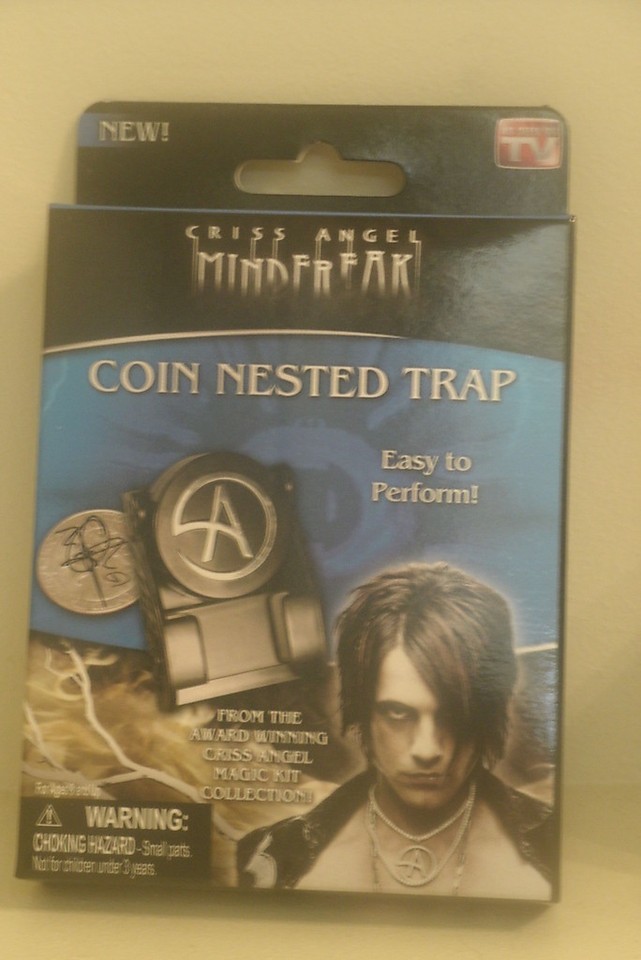 NEW!
TV
CRISS ANGEL
MINDFREAK
COIN NESTED TRAP
Easy to
Perform!
A
FROM THE
AWARD WINNING
CRISS ANGEL
MAGIC KIT
COLLECTION!
WARNING:
CHOKING HAZARD - Small parts.
Not for children under 3 years.